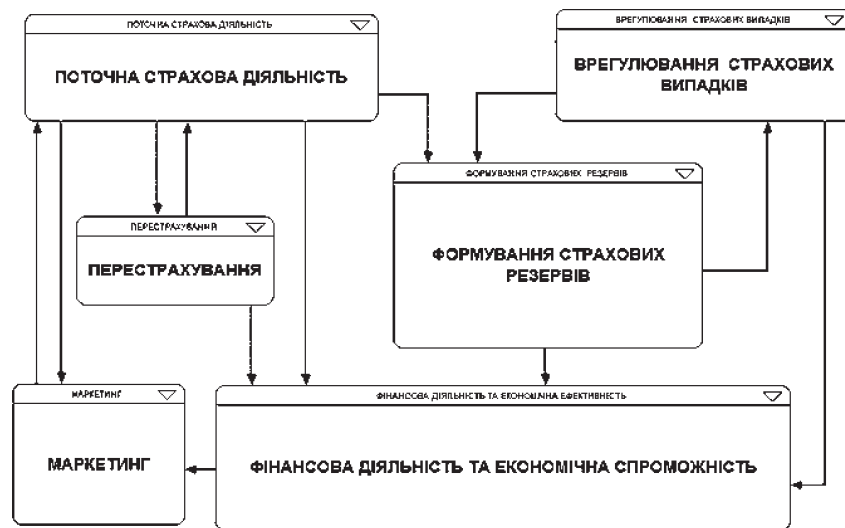 ПОТОЧНА СТРАХОВА ДІЯЛЬНІСТЬ
ПОТОЧНА СТРАХОВА ДІЯЛЬНІСТЬ
ВРЕГУЛЮВАННЯ СТРАХОВИХ ВИПАДКІВ
ВРЕГУЛЮВАННЯ СТРАХОВИХ
ВИПАДКІВ
ФОРМУВАННЯ СТРАХОВИХ РЕЗЕРВІВ
ФОРМУВАННЯ СТРАХОВИХ
РЕЗЕРВІВ
ПЕРЕСТРАХУВАННЯ
ПЕРЕСТРАХУВАННЯ
МАРКЕТИНГ
МАРКЕТИНГ
ФІНАНСОВА ДІЯЛЬНІСТЬ ТА ЕКОНОМІЧНА ЕФЕКТИВНІСТЬ
ФІНАНСОВА ДІЯЛЬНІСТЬ ТА ЕКОНОМІЧНА СПРОМОЖНІСТЬ